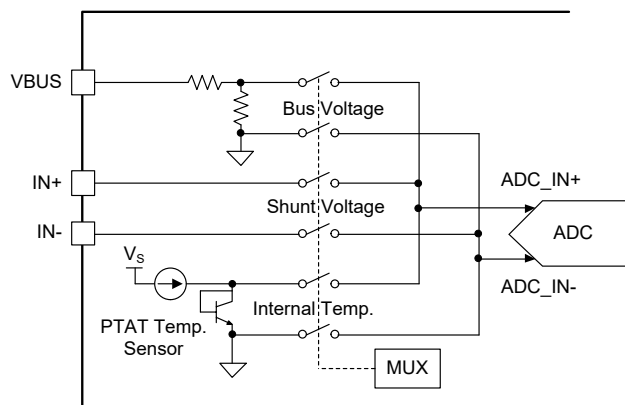 VBUS
Bus Voltage
IN+
ADC_IN+
Shunt Voltage
IN-
ADC
VS
ADC_IN-
Internal Temp.
PTAT Temp.
Sensor
MUX